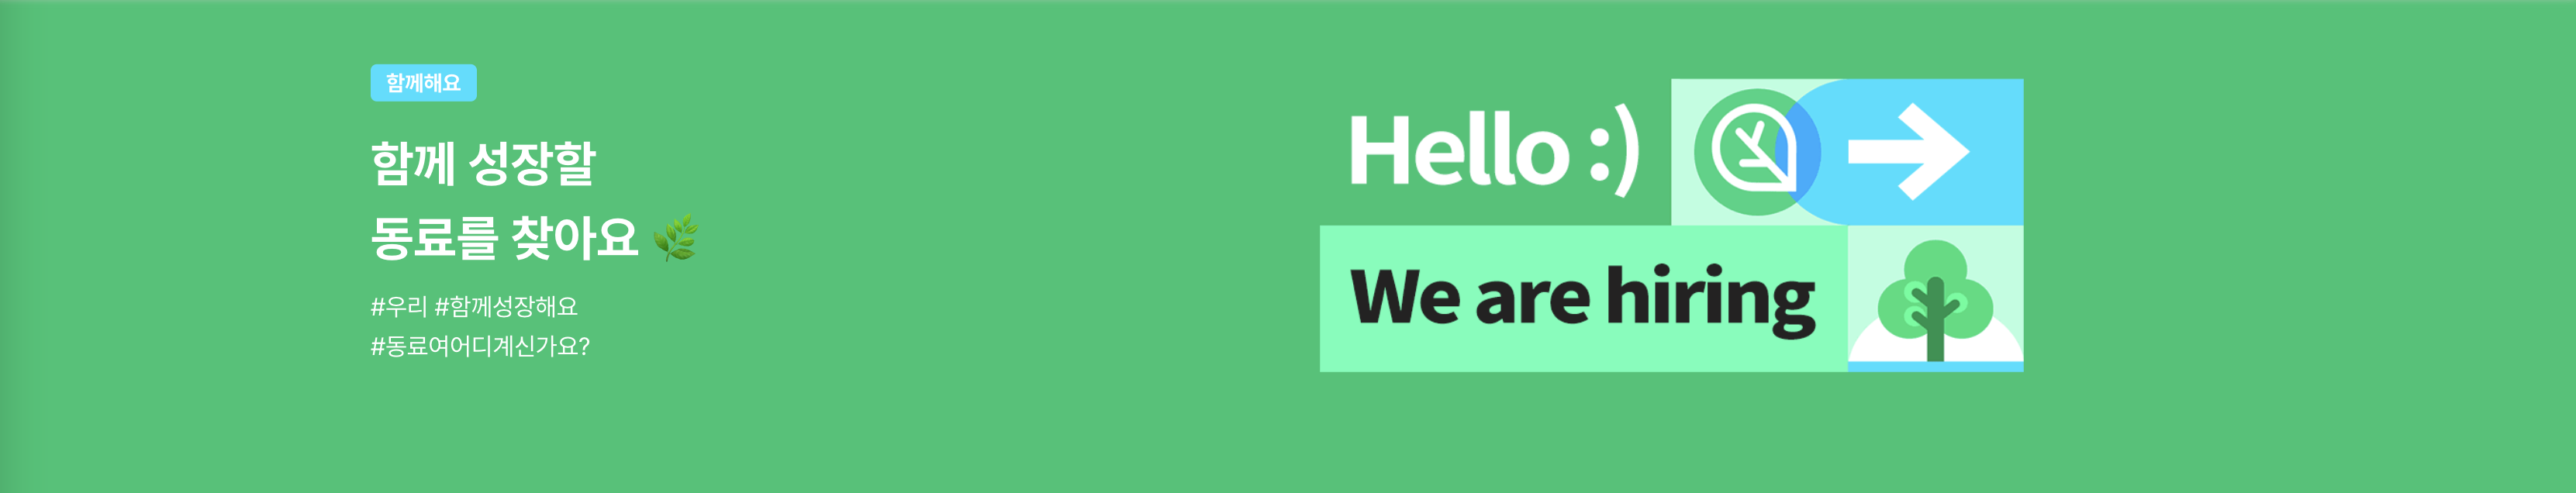 함께해요
함께 성장할
동료를 찾아요 🌿
#우리 #함께성장해요
#동료여어디계신가요?
Hello :)
We are hiring